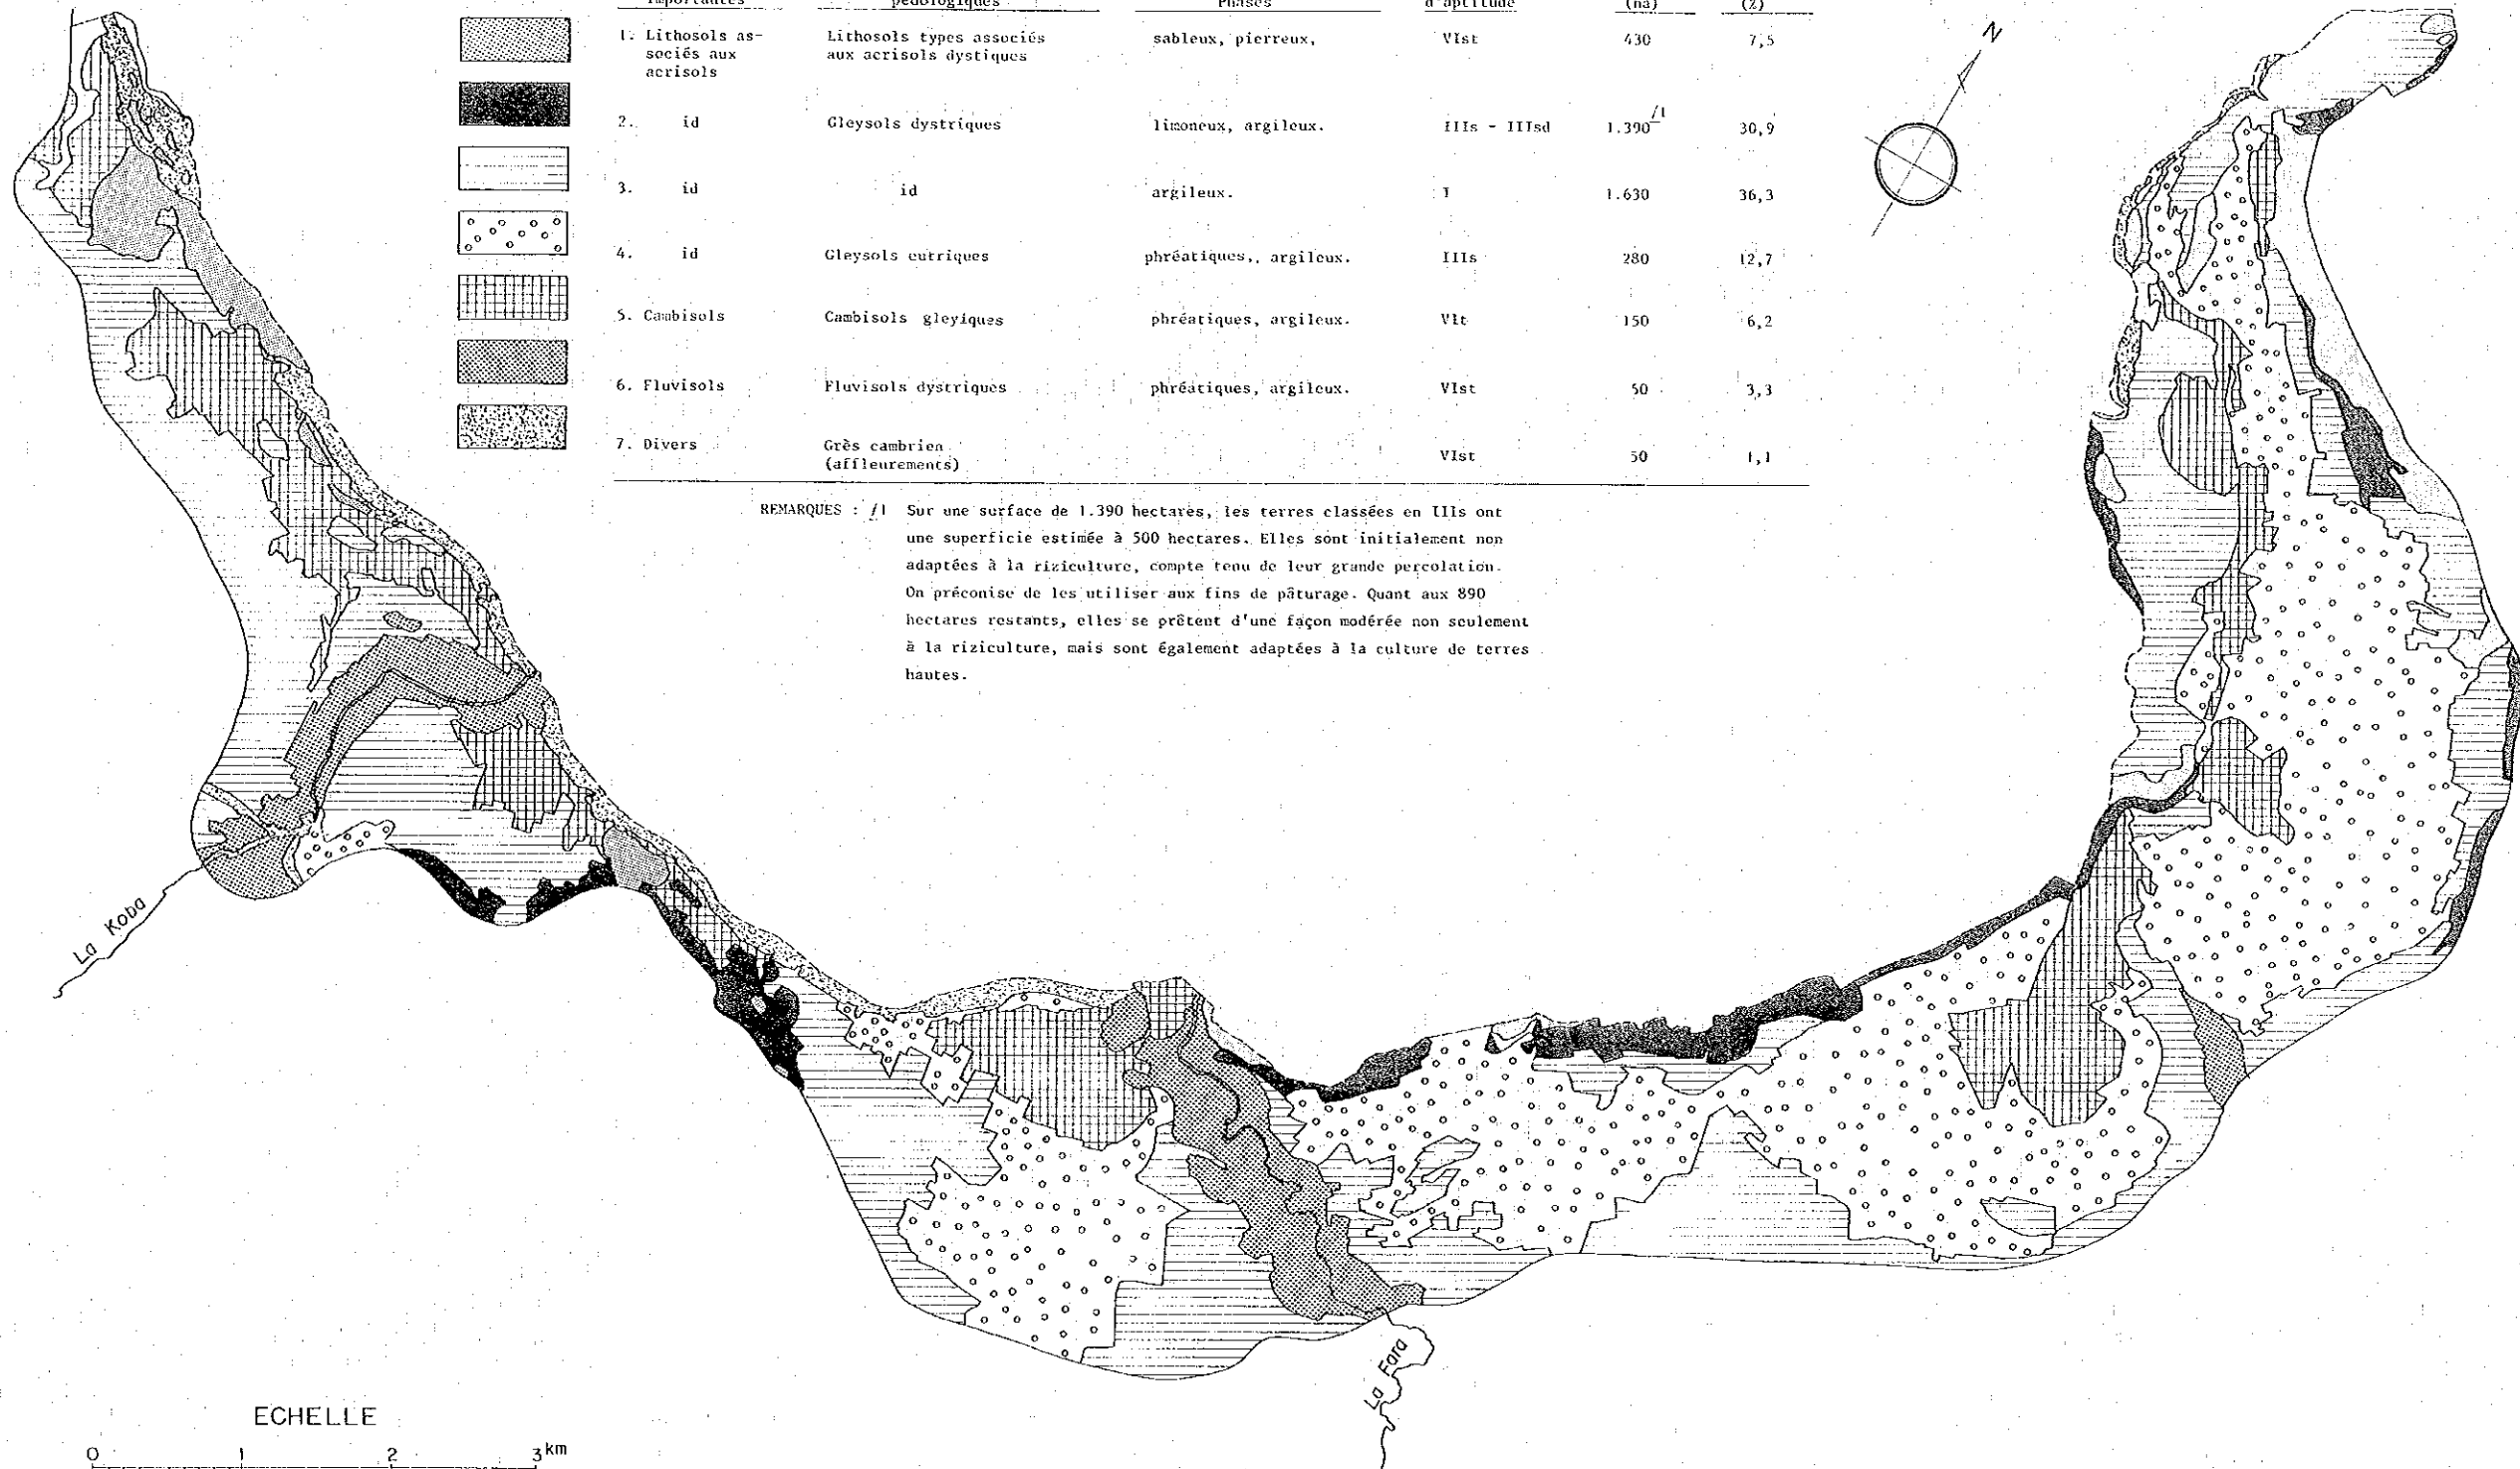 Importantes pédologiques Phases d'aptitude (ha) (%)
1. Lithosols as- Lithosols types associés sableux, pierreux, VIst 430 7,5
sociés aux aux acrisols dystiques
acrisols
2. id Gleysols dystriques limoneux, argileux. IIIs - IIIsd 1.390 /1 30,9
3. id id argileux. I 1.630 36,3
4. id Gleysols eutriques phréatiques,, argileux. IIIs 280 12,7
5. Cambisols Cambisols gleyiques phréatiques, argileux. VIt 150 6,2
6. Fluvisols Fluvisols dystriques phréatiques, argileux. VIst 50 3,3
7. Divers Grès cambrien VIst 50 1,1
(affleurements)
REMARQUES : /1 Sur une surface de 1.390 hectares, les terres classées en IIIs ont
une superficie estimée à 500 hectares. Elles sont initialement non
adaptées à la riziculture, compte tenu de leur grande percolation.
On préconise de les utiliser aux fins de pâturage. Quant aux 890
hectares restants, elles se prêtent d'une façon modérée non seulement
à la riziculture, mais sont également adaptées à la culture de terres
hautes.
N
La Koba
La Fara
ECHELLE
0 1 2 3 km